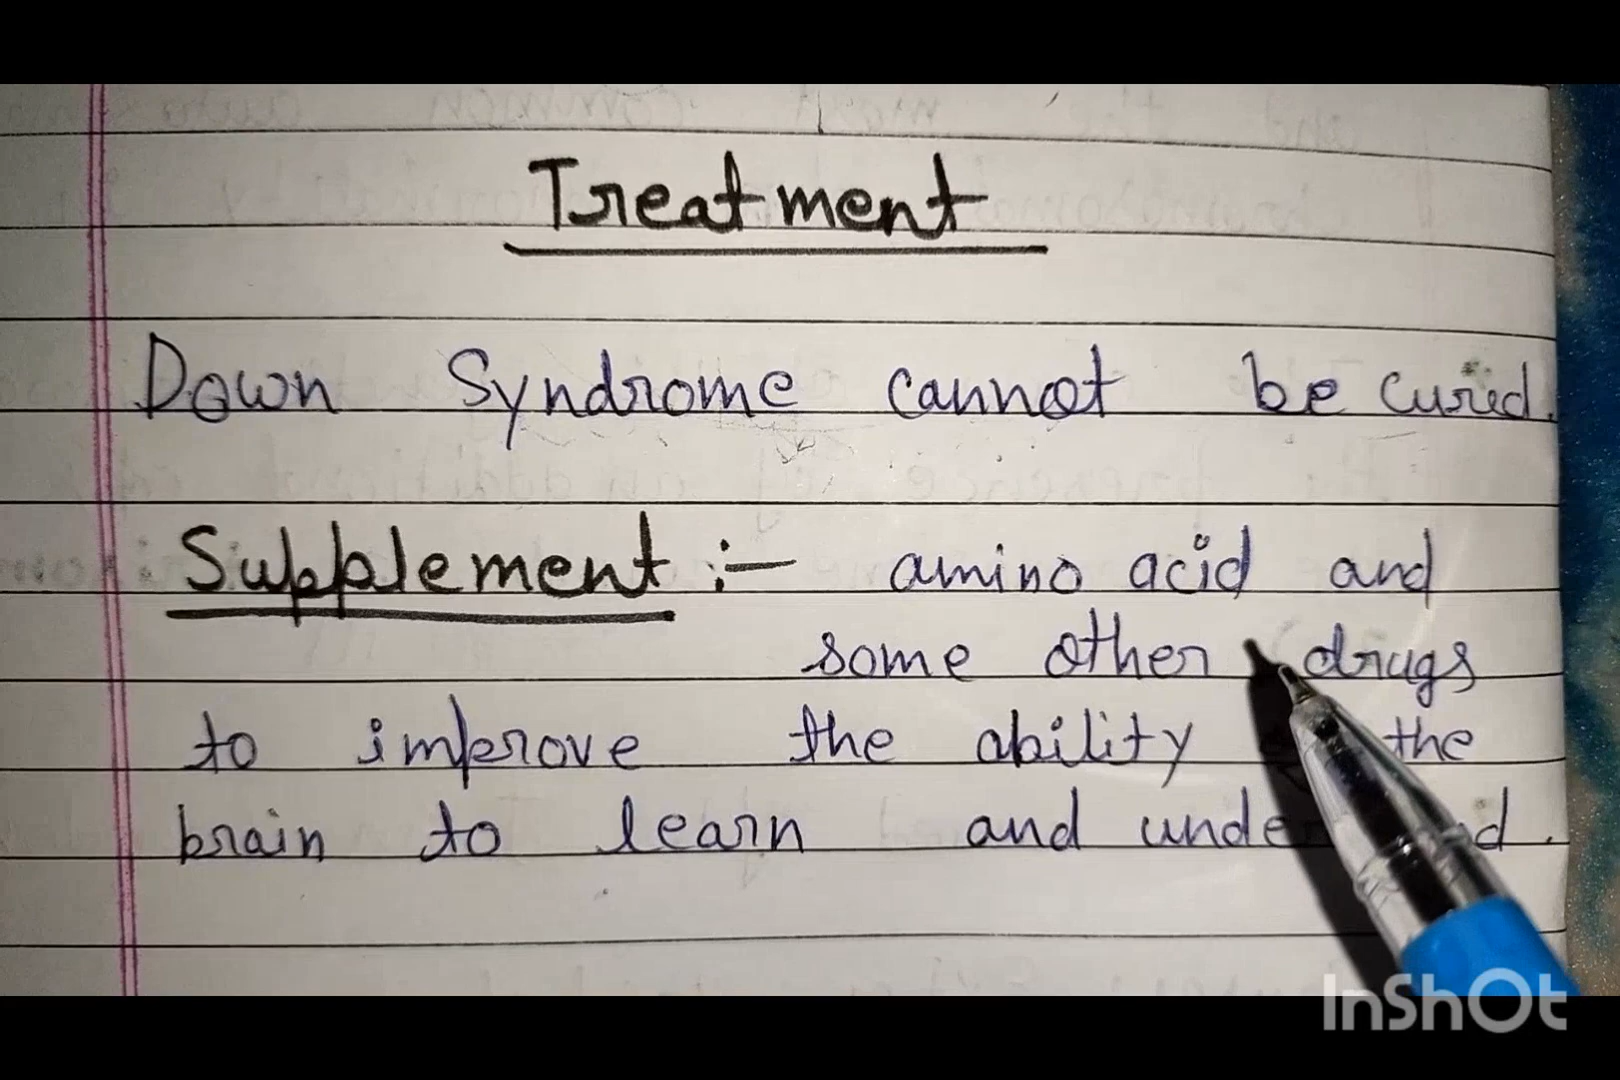 Treatment
Down Syndrome cannot be cured.
Supplement :- amino acid and
some other drugs
to improve the ability the
brain to learn and
InShOt